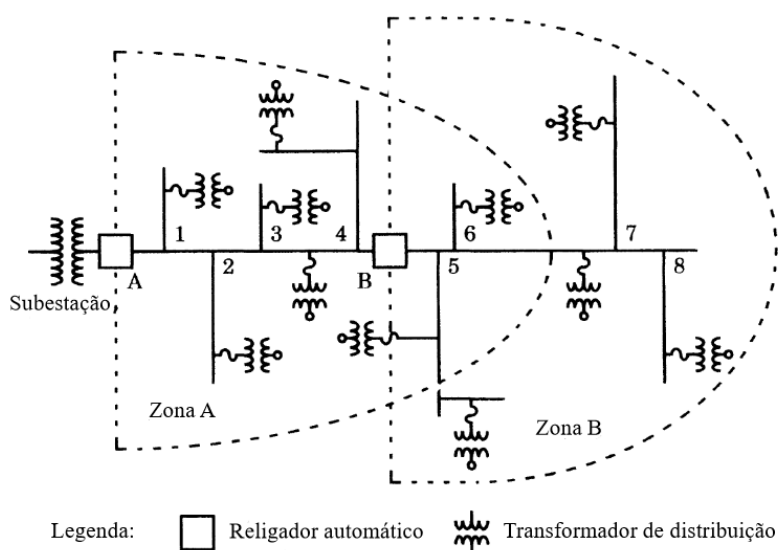 1
3
4
6
7
A
2
B
5
8
Subestação
Zona A
Zona B
Legenda:
Religador automático
Transformador de distribuição